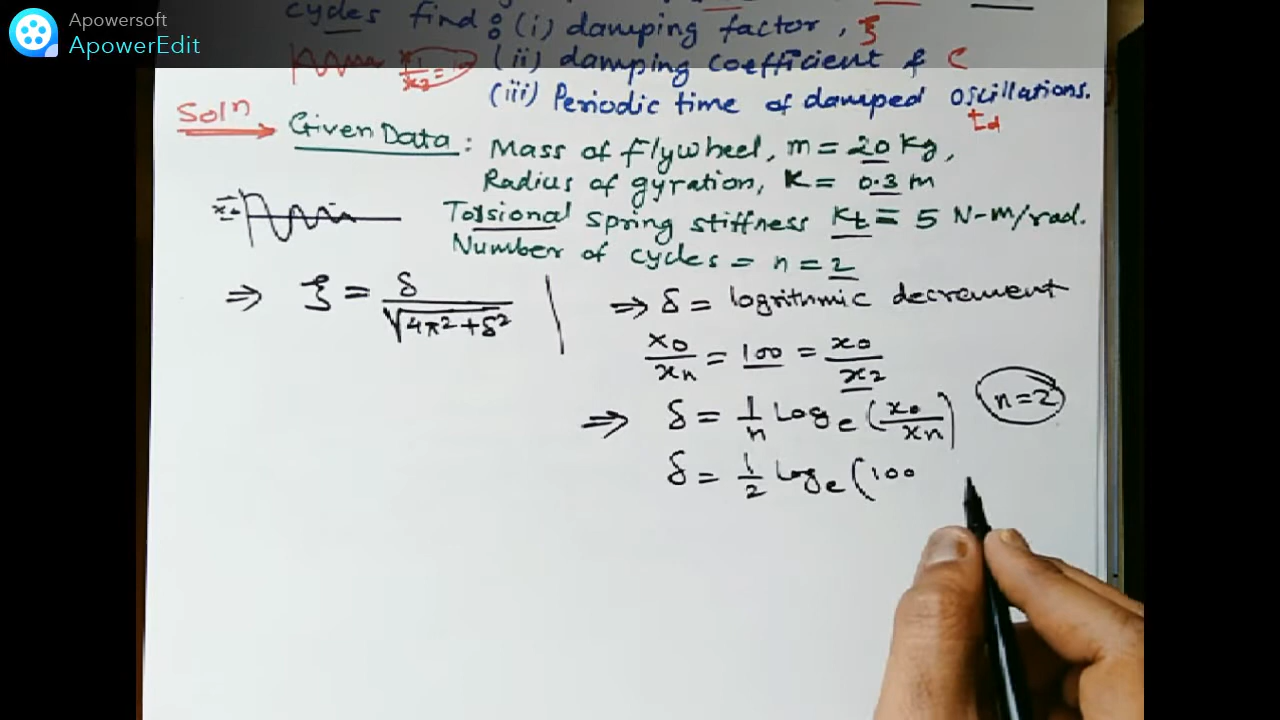 Apowersoft
ApowerEdit
cycles find: (i) damping factor, ξ
(ii) damping coefficient & C
(iii) Periodic time of damped oscillations.
td
Soln
Given Data: Mass of flywheel, m = 20 kg,
Radius of gyration, K = 0.3 m
Torsional spring stiffness Kt = 5 N-m/rad.
Number of cycles = n = 2
⇒ ξ = δ / √4π²+δ²
⇒ δ = logrithmic decrement
x0/xn = 100 = x0/x2
n=2
⇒ δ = 1/n loge (x0/xn)
δ = 1/2 loge (100